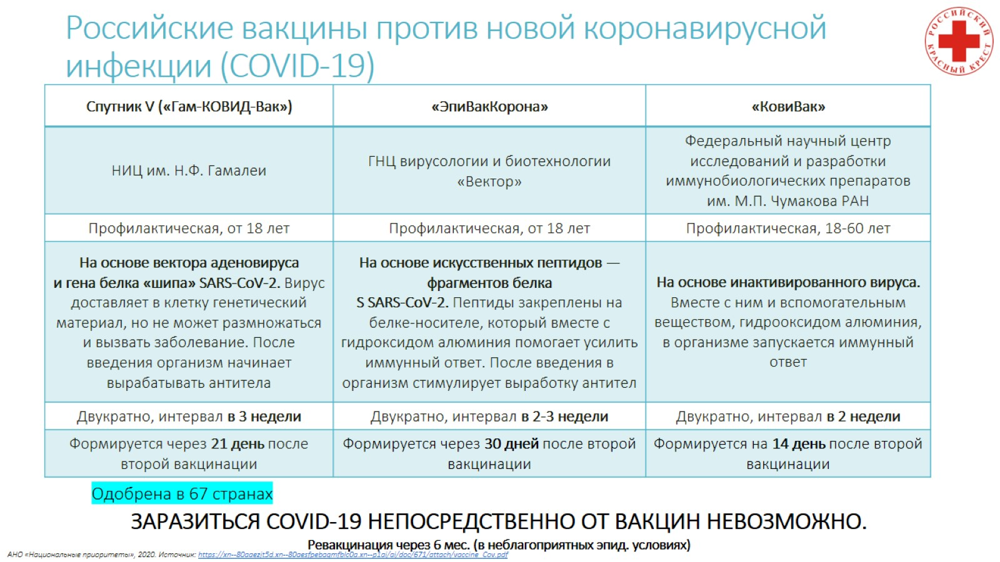 Российские вакцины против новой коронавирусной
инфекции (COVID-19)
РОССИЙСКИЙ
КРАСНЫЙ КРЕСТ
Спутник V («Гам-КОВИД-Вак»)
«ЭпиВакКорона»
«КовиВак»
НИЦ им. Н.Ф. Гамалеи
ГНЦ вирусологии и биотехнологии
«Вектор»
Федеральный научный центр
исследований и разработки
иммунобиологических препаратов
им. М.П. Чумакова РАН
Профилактическая, от 18 лет
Профилактическая, от 18 лет
Профилактическая, 18-60 лет
На основе вектора аденовируса
и гена белка «шипа» SARS-CoV-2. Вирус
доставляет в клетку генетический
материал, но не может размножаться
и вызвать заболевание. После
введения организм начинает
вырабатывать антитела
На основе искусственных пептидов —
фрагментов белка
S SARS-CoV-2. Пептиды закреплены на
белке-носителе, который вместе с
гидроксидом алюминия помогает усилить
иммунный ответ. После введения в
организм стимулирует выработку антител
На основе инактивированного вируса.
Вместе с ним и вспомогательным
веществом, гидрооксидом алюминия,
в организме запускается иммунный
ответ
Двукратно, интервал в 3 недели
Двукратно, интервал в 2-3 недели
Двукратно, интервал в 2 недели
Формируется через 21 день после
второй вакцинации
Формируется через 30 дней после второй
вакцинации
Формируется на 14 день после второй
вакцинации
Одобрена в 67 странах
ЗАРАЗИТЬСЯ COVID-19 НЕПОСРЕДСТВЕННО ОТ ВАКЦИН НЕВОЗМОЖНО.
Ревакцинация через 6 мес. (в неблагоприятных эпид. условиях)
АНО «Национальные приоритеты», 2020. Источник: https://xn--80aaezjt5d.xn--80aesfpebagmfblc0a.xn--p1ai/ai/doc/671/attach/vaccine_Cov.pdf